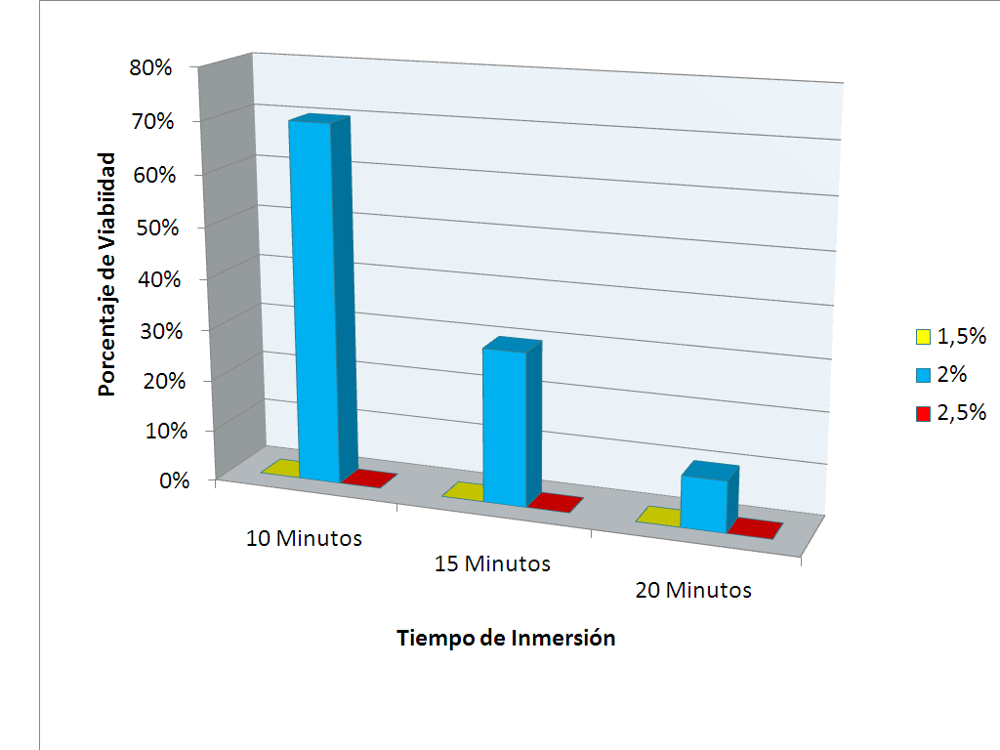 80%
70%
60%
50%
40%
30%
20%
10%
0%
Porcentaje de Viabiidad
10 Minutos
15 Minutos
20 Minutos
Tiempo de Inmersión
1,5%
2%
2,5%